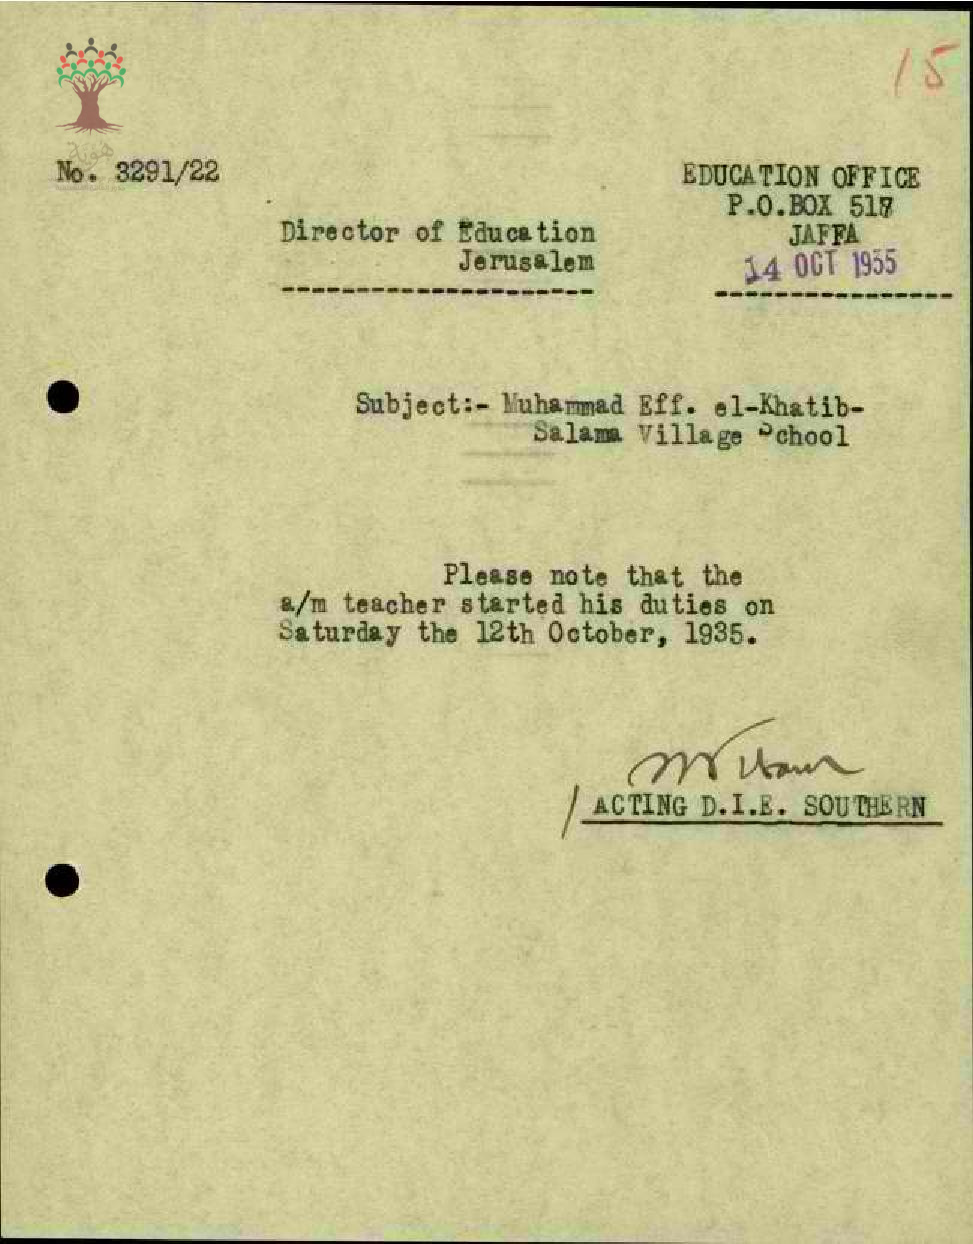 15
هوية
No. 3291/22
EDUCATION OFFICE
P.O.BOX 517
JAFFA
14 OCT 1935
Director of Education
Jerusalem
Subject:- Muhammad Eff. el-Khatib-
Salama Village School
Please note that the
a/m teacher started his duties on
Saturday the 12th October, 1935.
/ ACTING D.I.E. SOUTHERN